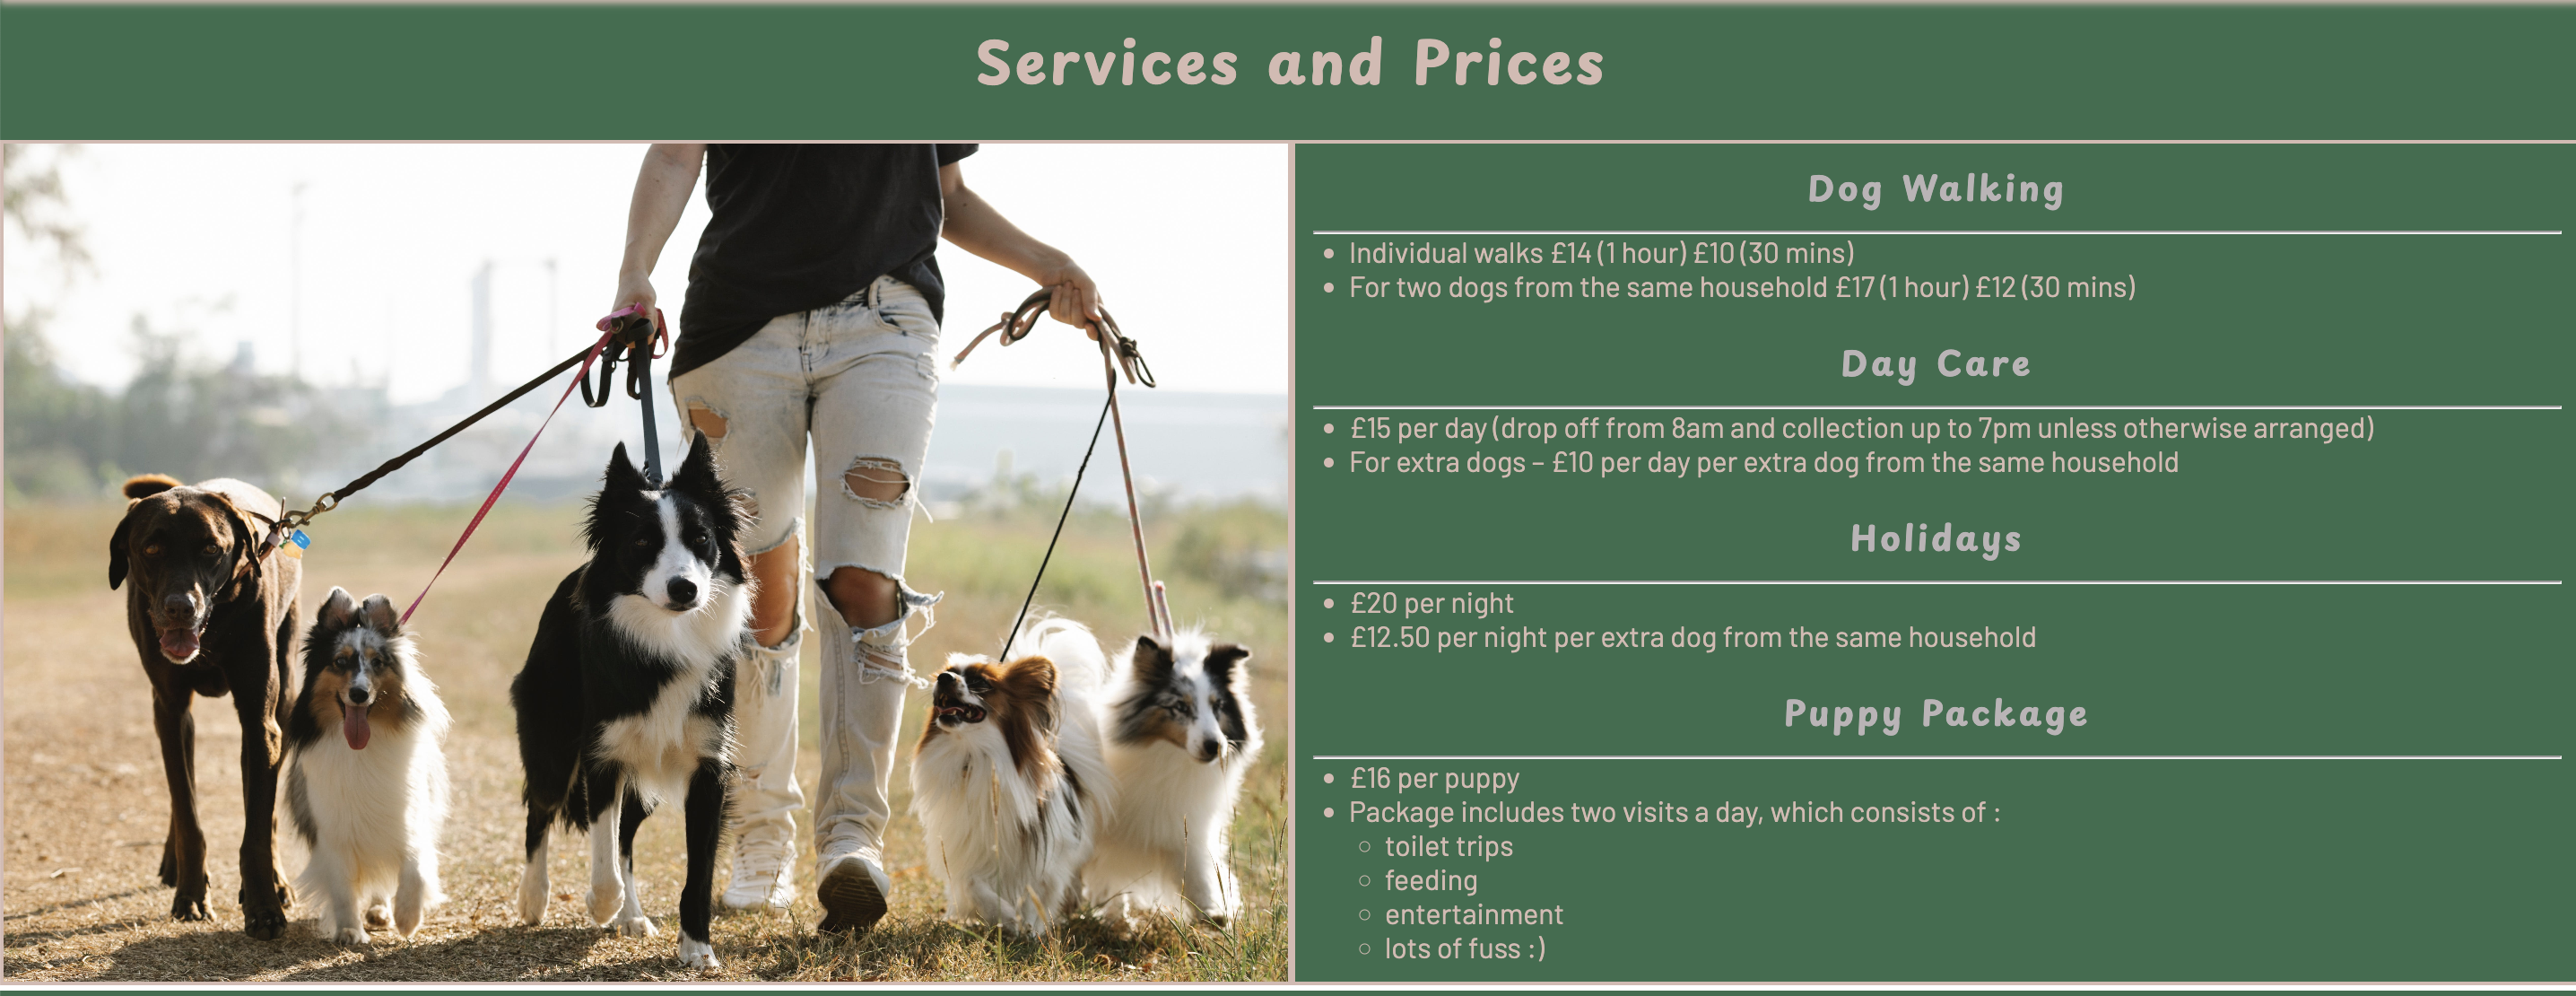 Services and Prices
Dog Walking
Individual walks £14 (1 hour) £10 (30 mins)
For two dogs from the same household £17 (1 hour) £12 (30 mins)
Day Care
£15 per day (drop off from 8am and collection up to 7pm unless otherwise arranged)
For extra dogs – £10 per day per extra dog from the same household
Holidays
£20 per night
£12.50 per night per extra dog from the same household
Puppy Package
£16 per puppy
Package includes two visits a day, which consists of :
toilet trips
feeding
entertainment
lots of fuss :)